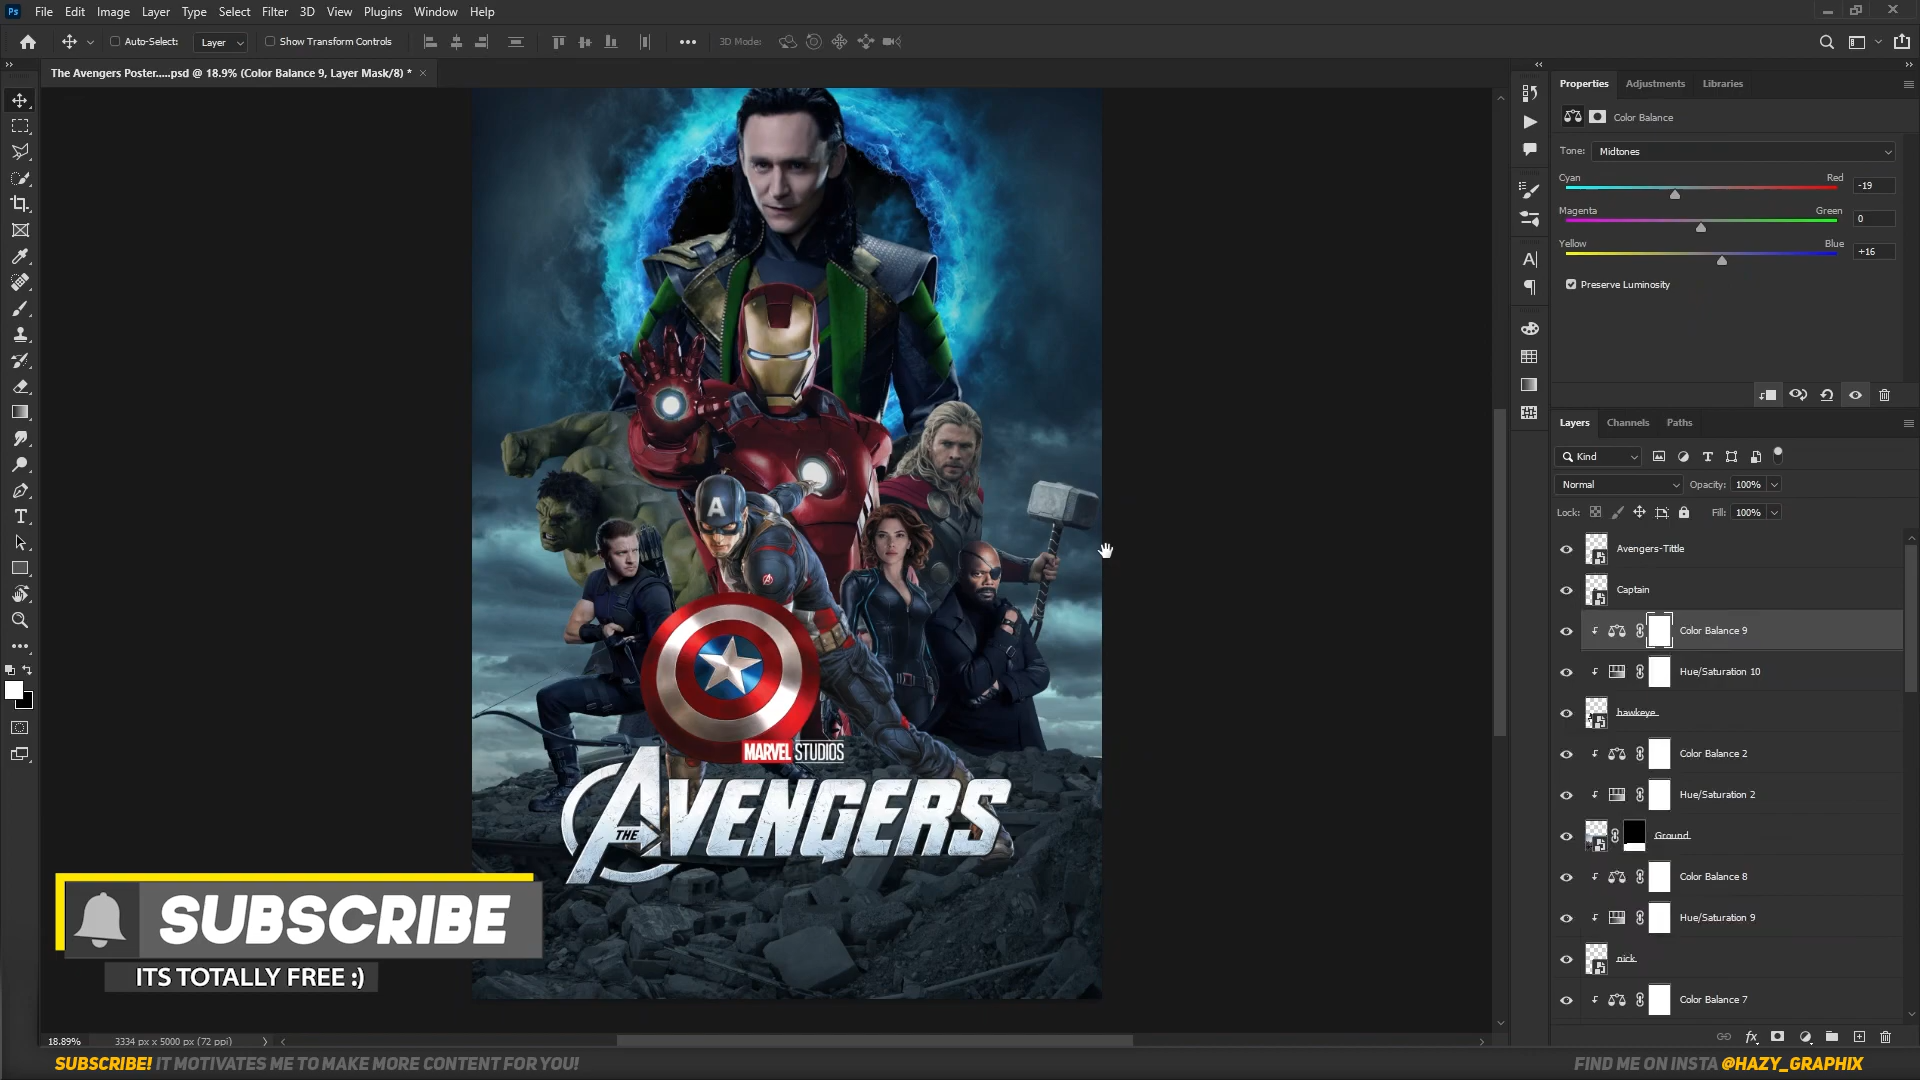 Ps File Edit Image Layer Type Select Filter 3D View Plugins Window Help
Auto-Select: Layer Show Transform Controls 3D Mode:
The Avengers Poster.....psd @ 18.9% (Color Balance 9, Layer Mask/8) *
Properties Adjustments Libraries
Color Balance
Tone: Midtones
Cyan Red -19
Magenta Green 0
Yellow Blue +16
Preserve Luminosity
Layers Channels Paths
Kind
Normal Opacity: 100%
Lock: Fill: 100%
Avengers-Tittle
Captain
Color Balance 9
Hue/Saturation 10
hawkeye
Color Balance 2
Hue/Saturation 2
Ground
Color Balance 8
Hue/Saturation 9
nick
Color Balance 7
A
MARVEL STUDIOS
THE AVENGERS
SUBSCRIBE
ITS TOTALLY FREE :)
18.89% 3334 px x 5000 px (72 ppi)
SUBSCRIBE! IT MOTIVATES ME TO MAKE MORE CONTENT FOR YOU!
FIND ME ON INSTA @HAZY_GRAPHIX